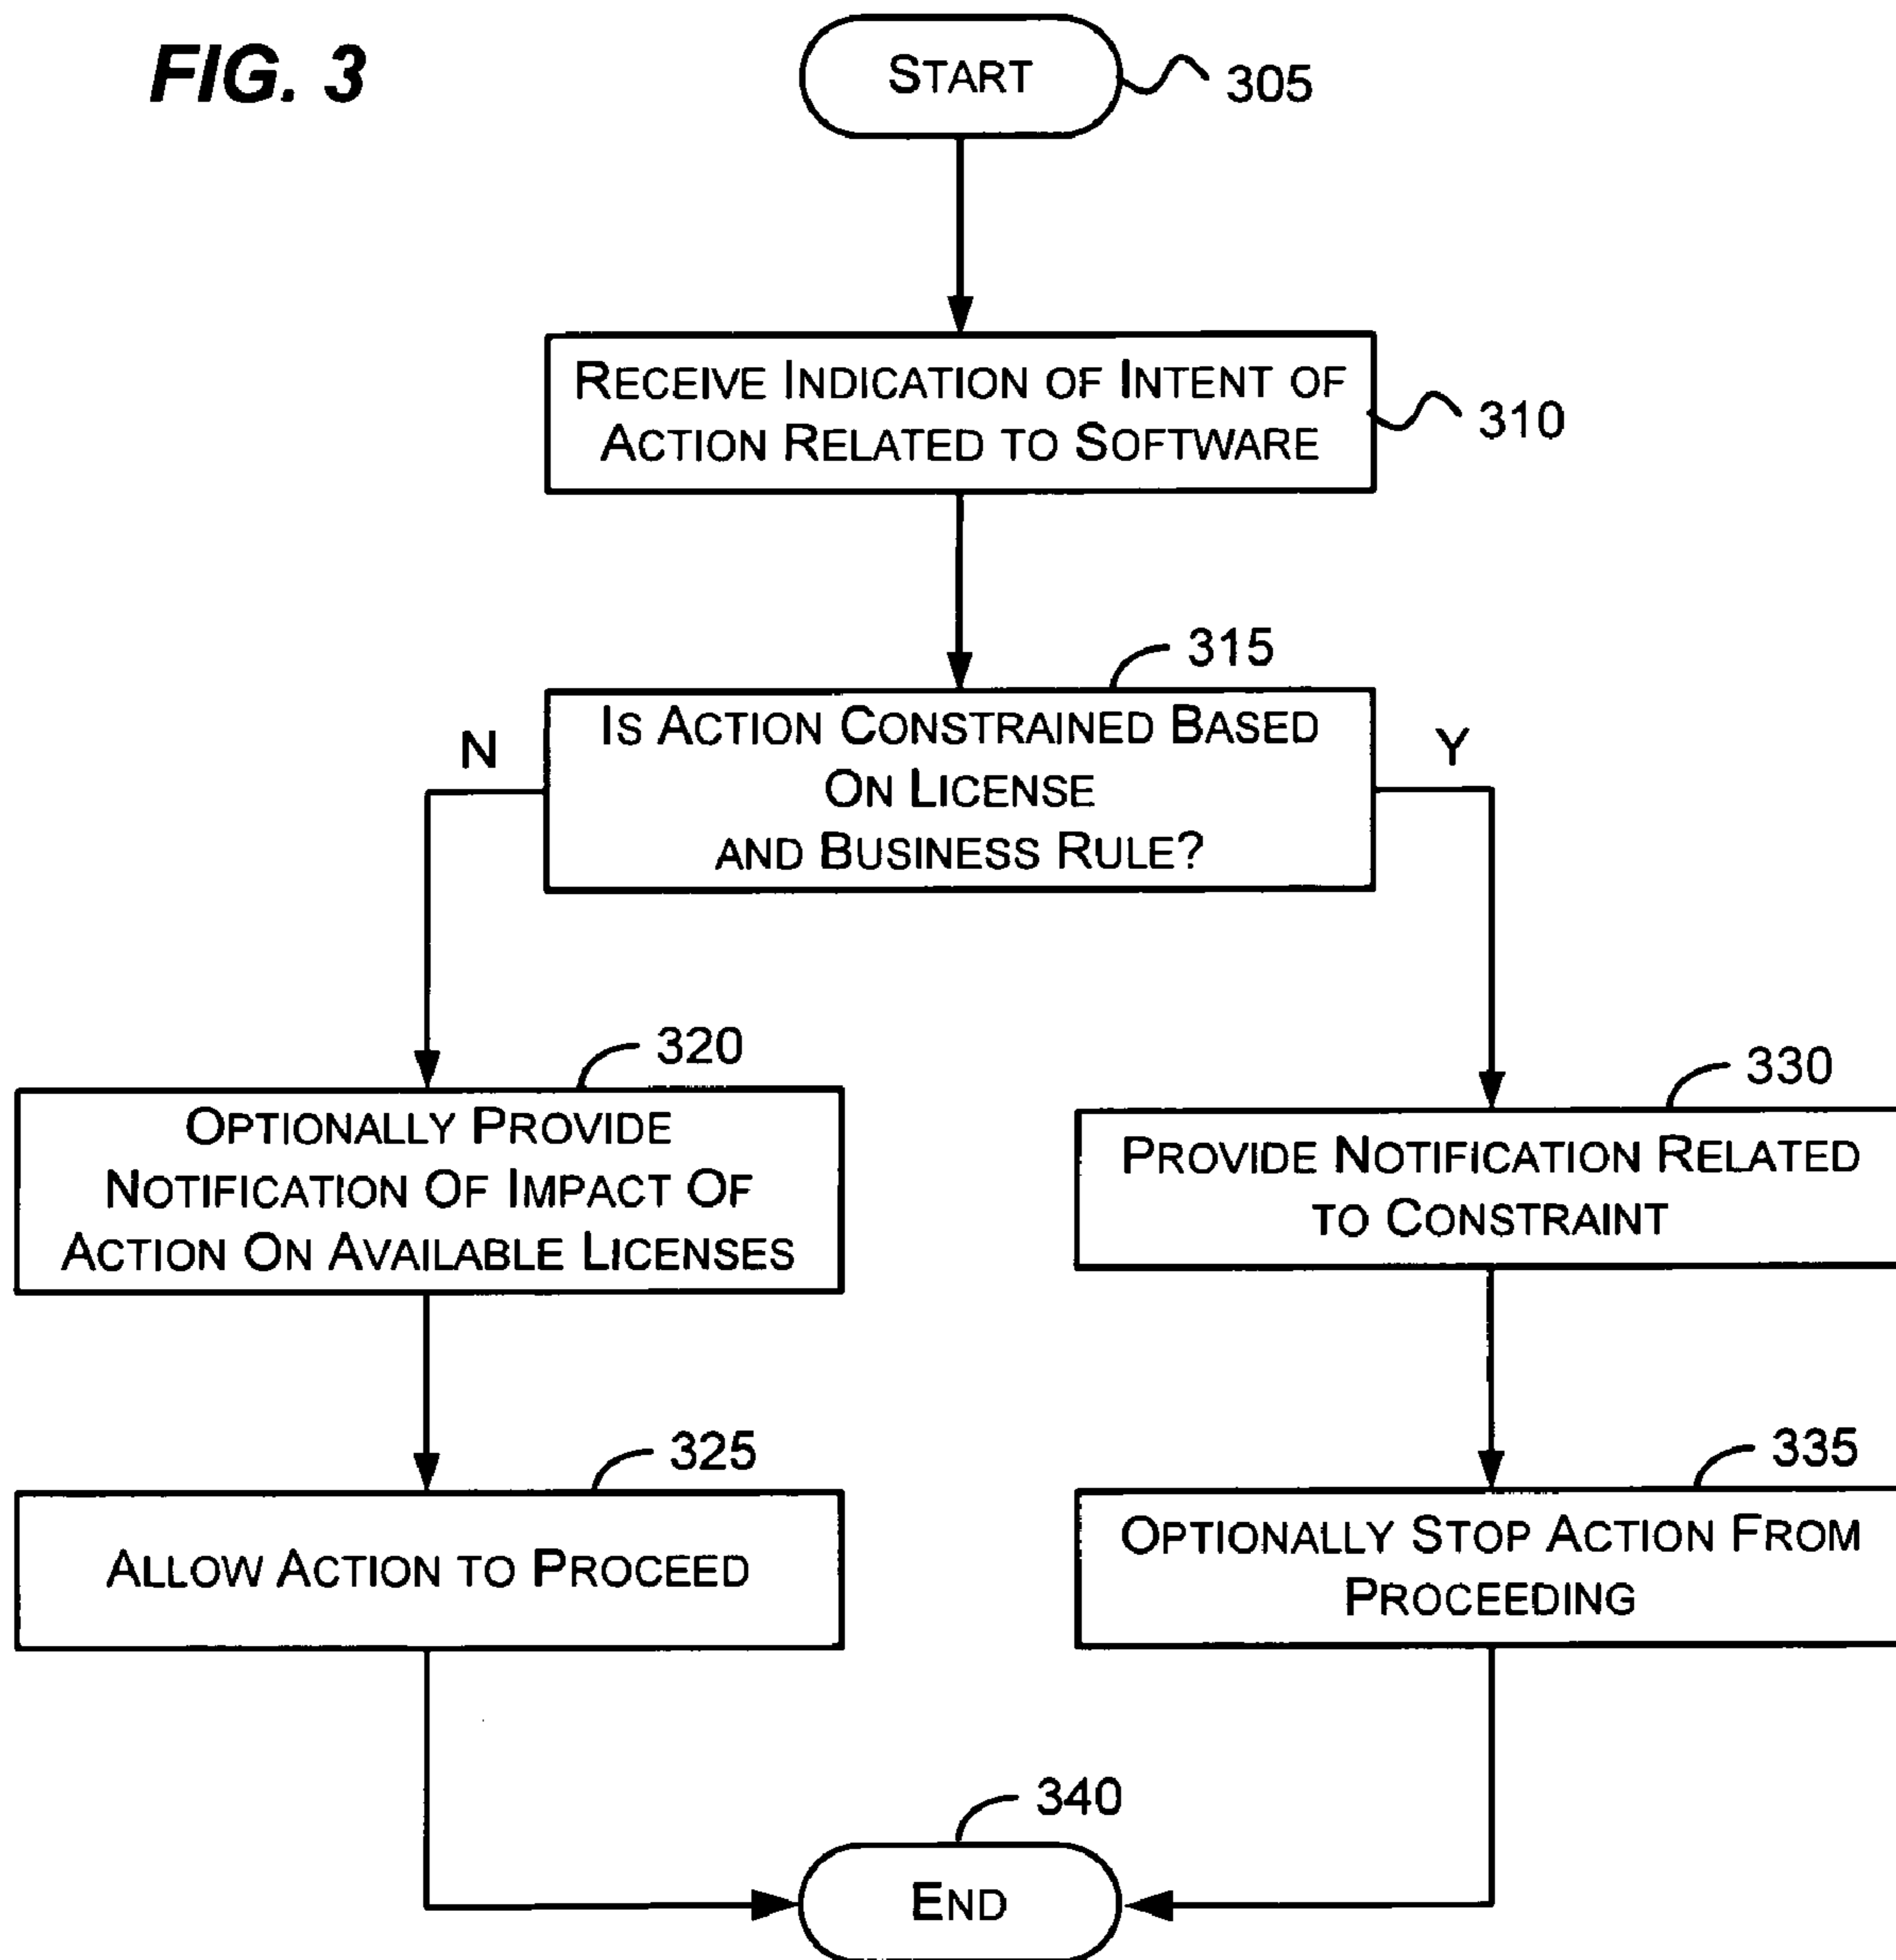 FIG. 3
START
305
RECEIVE INDICATION OF INTENT OF
ACTION RELATED TO SOFTWARE
310
315
IS ACTION CONSTRAINED BASED
ON LICENSE
AND BUSINESS RULE?
N
Y
320
OPTIONALLY PROVIDE
NOTIFICATION OF IMPACT OF
ACTION ON AVAILABLE LICENSES
330
PROVIDE NOTIFICATION RELATED
TO CONSTRAINT
325
ALLOW ACTION TO PROCEED
335
OPTIONALLY STOP ACTION FROM
PROCEEDING
340
END